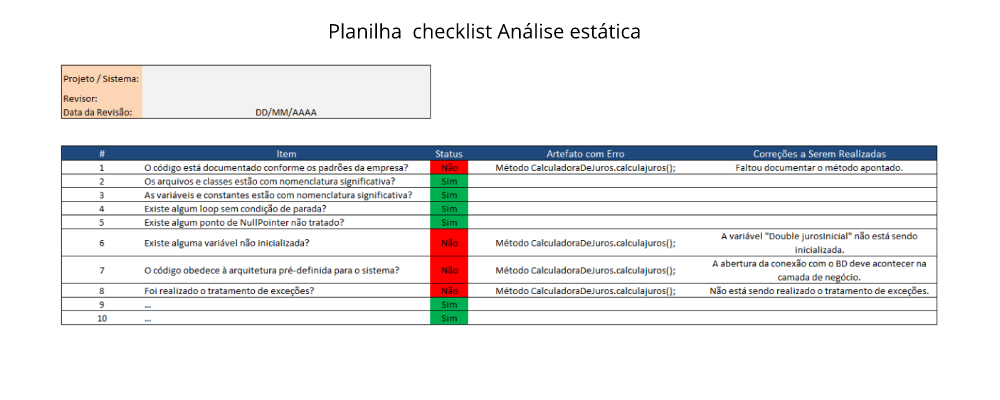 Planilha  checklist Análise estática
Projeto / Sistema:
Revisor:
Data da Revisão: DD/MM/AAAA
# Item Status Artefato com Erro Correções a Serem Realizadas
1 O código está documentado conforme os padrões da empresa? Não Método CalculadoraDeJuros.calculajuros(); Faltou documentar o método apontado.
2 Os arquivos e classes estão com nomenclatura significativa? Sim
3 As variáveis e constantes estão com nomenclatura significativa? Sim
4 Existe algum loop sem condição de parada? Sim
5 Existe algum ponto de NullPointer não tratado? Sim
6 Existe alguma variável não inicializada? Não Método CalculadoraDeJuros.calculajuros(); A variável "Double jurosInicial" não está sendo
inicializada.
7 O código obedece à arquitetura pré-definida para o sistema? Não Método CalculadoraDeJuros.calculajuros(); A abertura da conexão com o BD deve acontecer na
camada de negócio.
8 Foi realizado o tratamento de exceções? Não Método CalculadoraDeJuros.calculajuros(); Não está sendo realizado o tratamento de exceções.
9 ... Sim
10 ... Sim